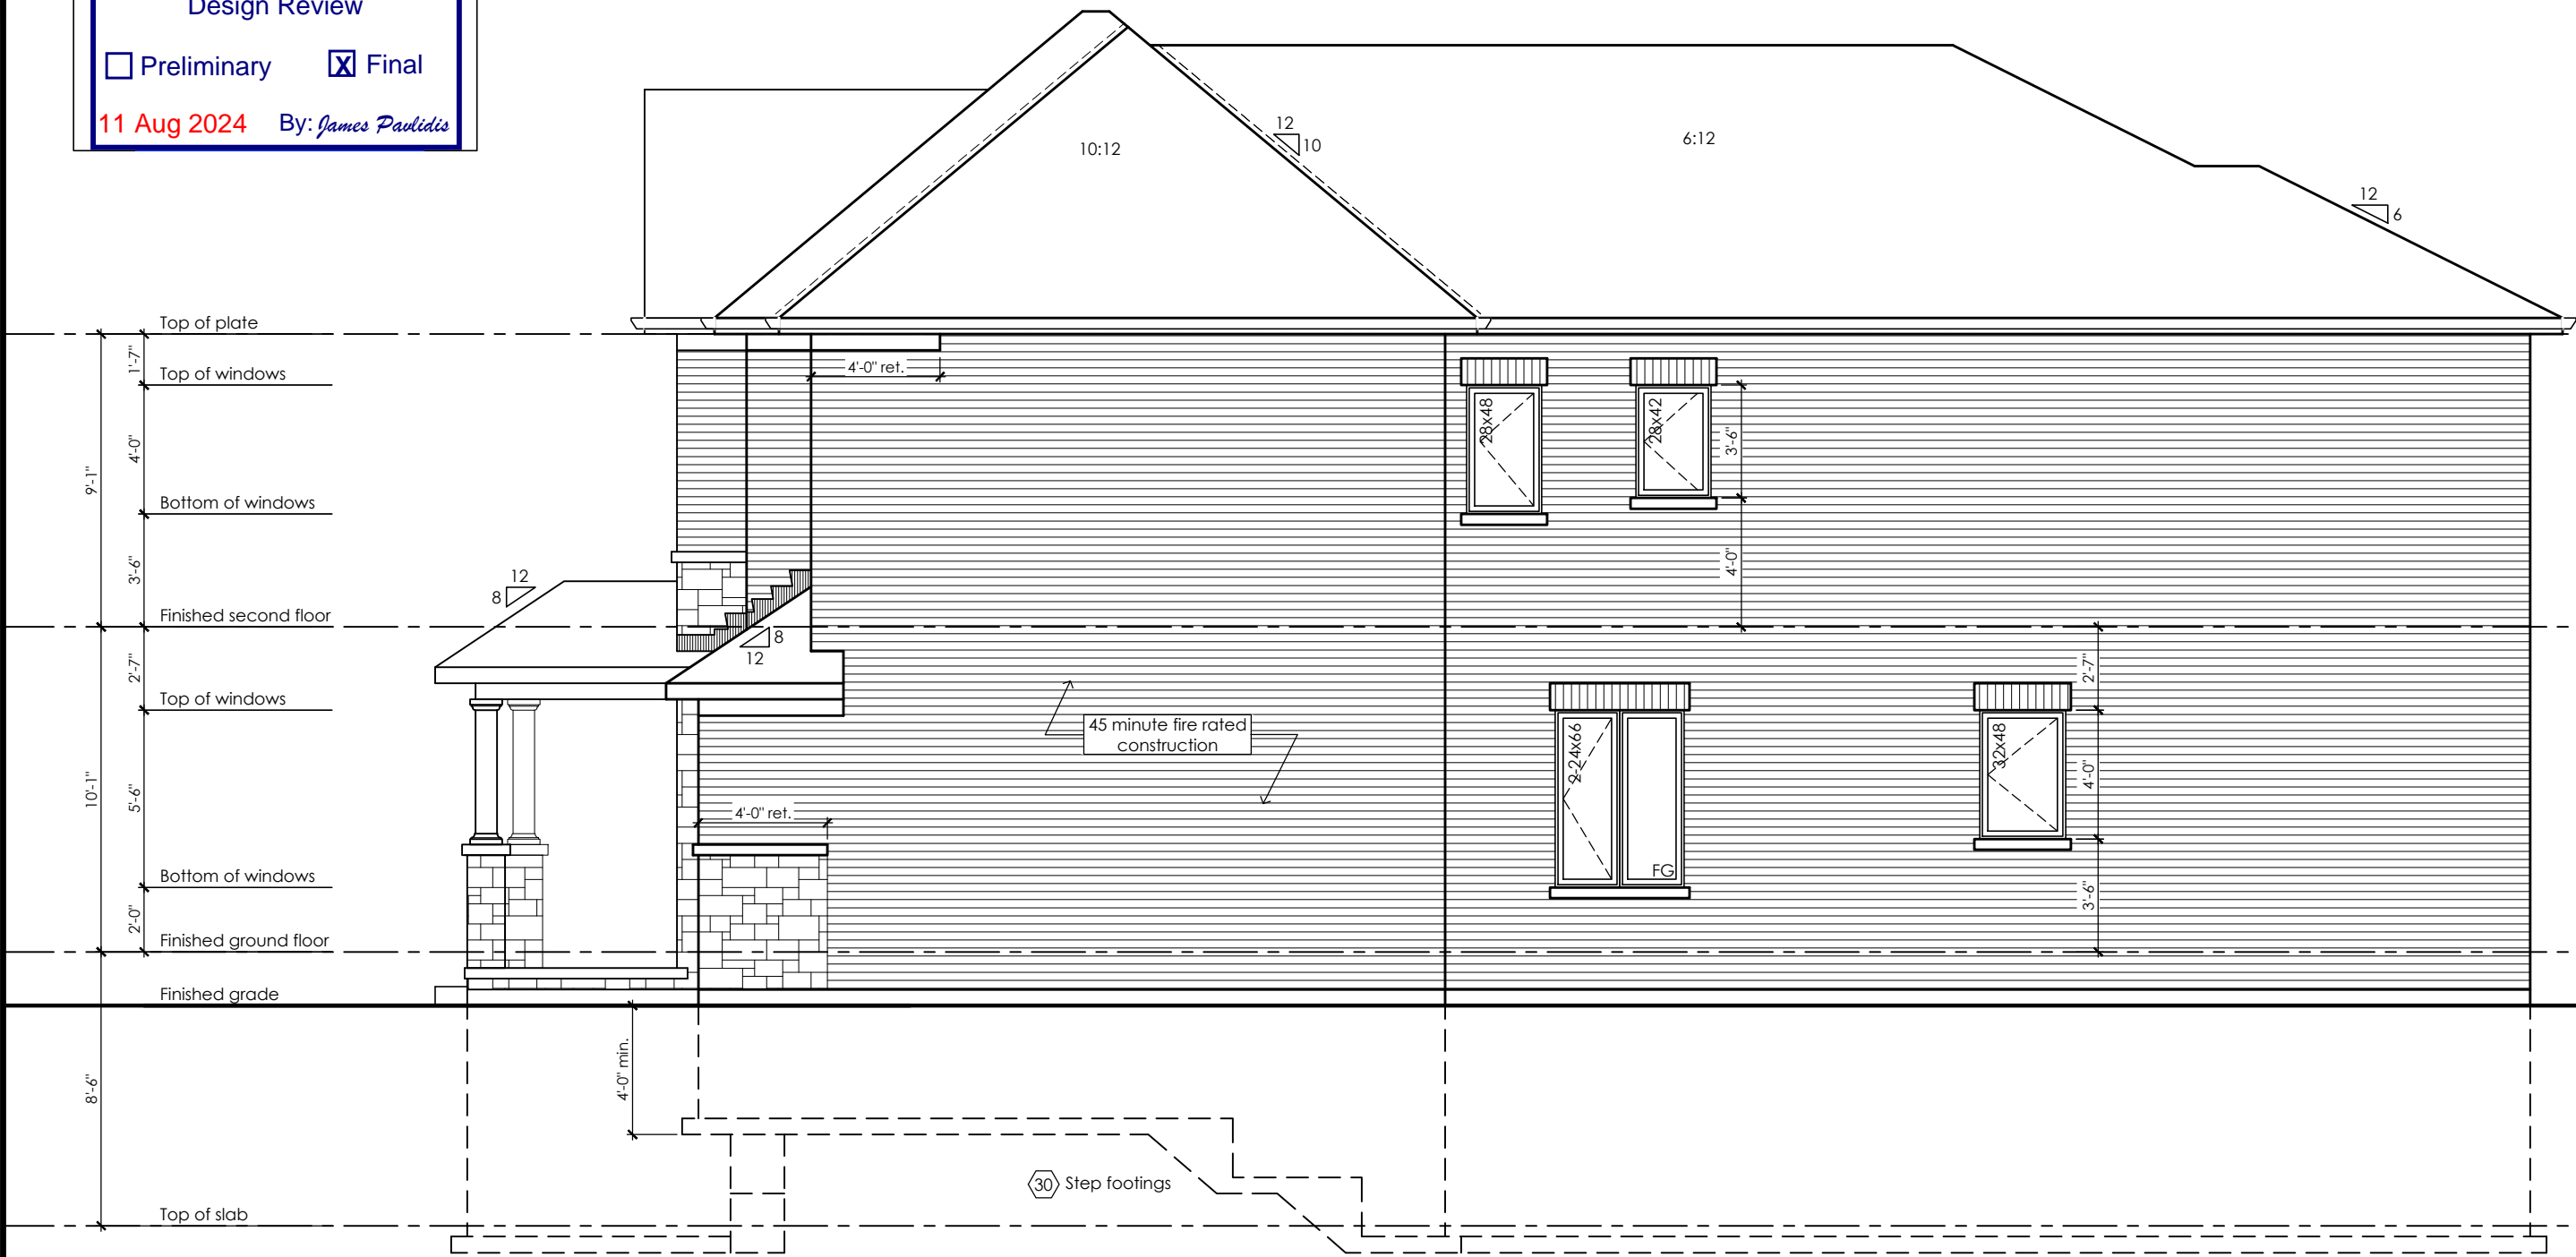 Design Review
Preliminary
X Final
11 Aug 2024 By: James Pavlidis
12
10
10:12
6:12
12
6
Top of plate
1'-7"
Top of windows
4'-0"
9'-1"
Bottom of windows
3'-6"
Finished second floor
2'-7"
Top of windows
10'-1"
5'-6"
Bottom of windows
2'-0"
Finished ground floor
Finished grade
8'-6"
Top of slab
4'-0" ret.
28x48
28x42
3'-6"
4'-0"
12
8
8
12
45 minute fire rated
construction
4'-0" ret.
2-24x66
FG
32x48
2'-7"
4'-0"
3'-6"
4'-0" min.
30 Step footings